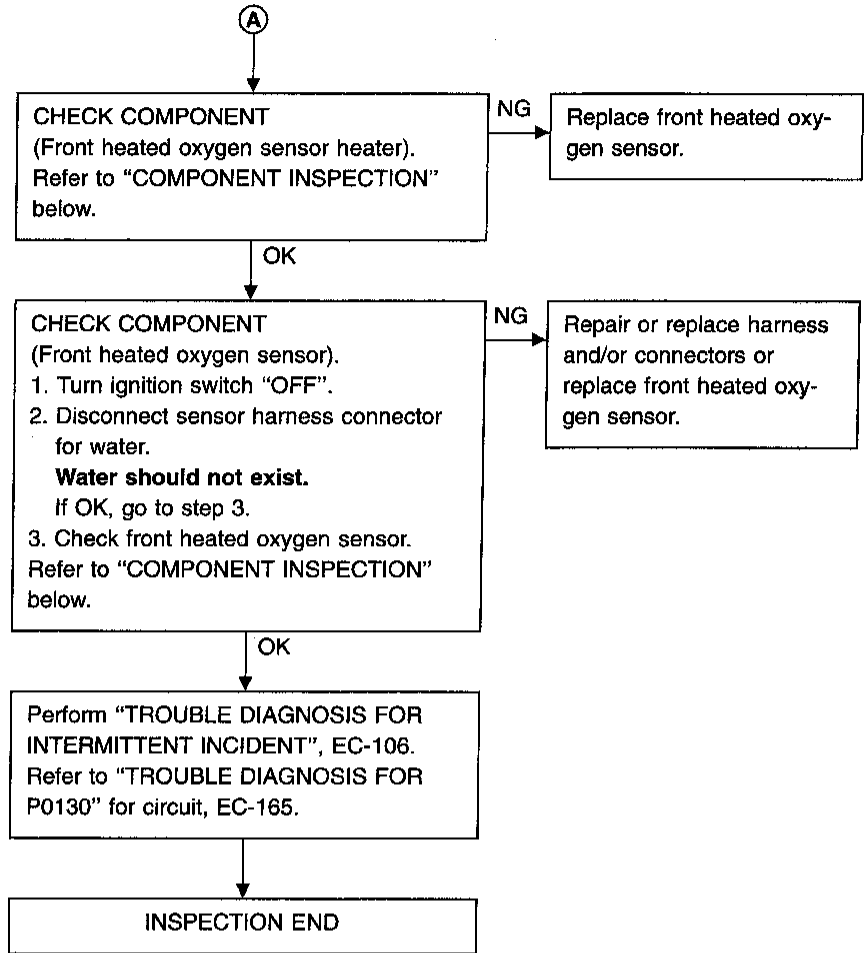 A
CHECK COMPONENT
(Front heated oxygen sensor heater).
Refer to “COMPONENT INSPECTION”
below.
NG
Replace front heated oxy-
gen sensor.
OK
CHECK COMPONENT
(Front heated oxygen sensor).
1. Turn ignition switch “OFF”.
2. Disconnect sensor harness connector
for water.
Water should not exist.
If OK, go to step 3.
3. Check front heated oxygen sensor.
Refer to “COMPONENT INSPECTION”
below.
NG
Repair or replace harness
and/or connectors or
replace front heated oxy-
gen sensor.
OK
Perform “TROUBLE DIAGNOSIS FOR
INTERMITTENT INCIDENT”, EC-106.
Refer to “TROUBLE DIAGNOSIS FOR
P0130” for circuit, EC-165.
INSPECTION END